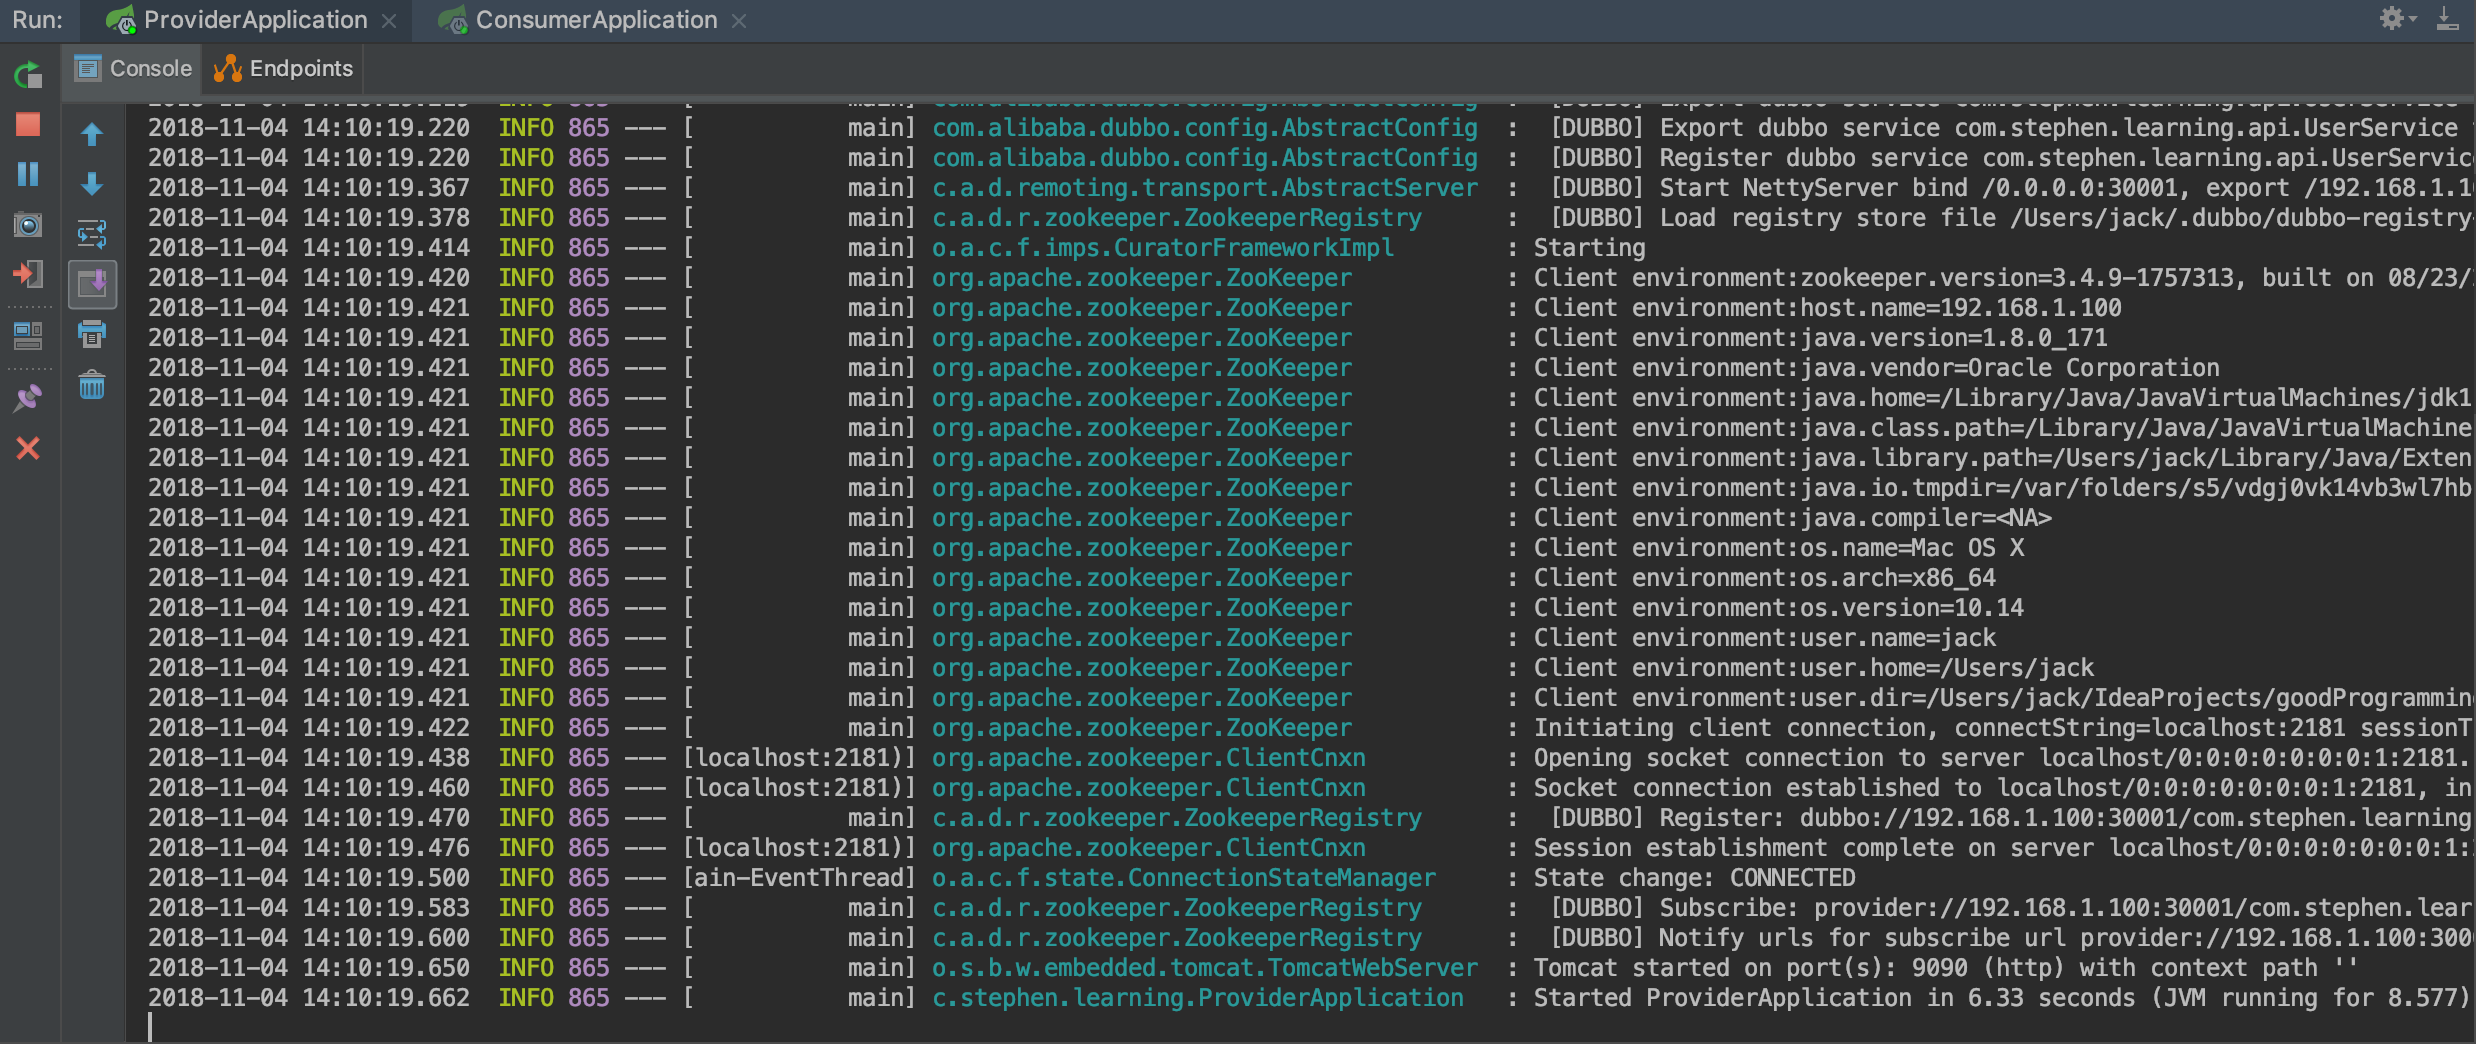 Run: ProviderApplication ConsumerApplication
Console Endpoints
2018-11-04 14:10:19.220 INFO 865 --- [ main] com.alibaba.dubbo.config.AbstractConfig : [DUBBO] Export dubbo service com.stephen.learning.api.UserService
2018-11-04 14:10:19.220 INFO 865 --- [ main] com.alibaba.dubbo.config.AbstractConfig : [DUBBO] Register dubbo service com.stephen.learning.api.UserServic
2018-11-04 14:10:19.367 INFO 865 --- [ main] c.a.d.remoting.transport.AbstractServer : [DUBBO] Start NettyServer bind /0.0.0.0:30001, export /192.168.1.1
2018-11-04 14:10:19.378 INFO 865 --- [ main] c.a.d.r.zookeeper.ZookeeperRegistry : [DUBBO] Load registry store file /Users/jack/.dubbo/dubbo-registry-
2018-11-04 14:10:19.414 INFO 865 --- [ main] o.a.c.f.imps.CuratorFrameworkImpl : Starting
2018-11-04 14:10:19.420 INFO 865 --- [ main] org.apache.zookeeper.ZooKeeper : Client environment:zookeeper.version=3.4.9-1757313, built on 08/23/
2018-11-04 14:10:19.421 INFO 865 --- [ main] org.apache.zookeeper.ZooKeeper : Client environment:host.name=192.168.1.100
2018-11-04 14:10:19.421 INFO 865 --- [ main] org.apache.zookeeper.ZooKeeper : Client environment:java.version=1.8.0_171
2018-11-04 14:10:19.421 INFO 865 --- [ main] org.apache.zookeeper.ZooKeeper : Client environment:java.vendor=Oracle Corporation
2018-11-04 14:10:19.421 INFO 865 --- [ main] org.apache.zookeeper.ZooKeeper : Client environment:java.home=/Library/Java/JavaVirtualMachines/jdk1
2018-11-04 14:10:19.421 INFO 865 --- [ main] org.apache.zookeeper.ZooKeeper : Client environment:java.class.path=/Library/Java/JavaVirtualMachine
2018-11-04 14:10:19.421 INFO 865 --- [ main] org.apache.zookeeper.ZooKeeper : Client environment:java.library.path=/Users/jack/Library/Java/Exten
2018-11-04 14:10:19.421 INFO 865 --- [ main] org.apache.zookeeper.ZooKeeper : Client environment:java.io.tmpdir=/var/folders/s5/vdgj0vk14vb3wl7hb
2018-11-04 14:10:19.421 INFO 865 --- [ main] org.apache.zookeeper.ZooKeeper : Client environment:java.compiler=<NA>
2018-11-04 14:10:19.421 INFO 865 --- [ main] org.apache.zookeeper.ZooKeeper : Client environment:os.name=Mac OS X
2018-11-04 14:10:19.421 INFO 865 --- [ main] org.apache.zookeeper.ZooKeeper : Client environment:os.arch=x86_64
2018-11-04 14:10:19.421 INFO 865 --- [ main] org.apache.zookeeper.ZooKeeper : Client environment:os.version=10.14
2018-11-04 14:10:19.421 INFO 865 --- [ main] org.apache.zookeeper.ZooKeeper : Client environment:user.name=jack
2018-11-04 14:10:19.421 INFO 865 --- [ main] org.apache.zookeeper.ZooKeeper : Client environment:user.home=/Users/jack
2018-11-04 14:10:19.421 INFO 865 --- [ main] org.apache.zookeeper.ZooKeeper : Client environment:user.dir=/Users/jack/IdeaProjects/goodProgrammin
2018-11-04 14:10:19.422 INFO 865 --- [ main] org.apache.zookeeper.ZooKeeper : Initiating client connection, connectString=localhost:2181 sessionT
2018-11-04 14:10:19.438 INFO 865 --- [localhost:2181)] org.apache.zookeeper.ClientCnxn : Opening socket connection to server localhost/0:0:0:0:0:0:0:1:2181.
2018-11-04 14:10:19.460 INFO 865 --- [localhost:2181)] org.apache.zookeeper.ClientCnxn : Socket connection established to localhost/0:0:0:0:0:0:0:1:2181, in
2018-11-04 14:10:19.470 INFO 865 --- [ main] c.a.d.r.zookeeper.ZookeeperRegistry : [DUBBO] Register: dubbo://192.168.1.100:30001/com.stephen.learning
2018-11-04 14:10:19.476 INFO 865 --- [localhost:2181)] org.apache.zookeeper.ClientCnxn : Session establishment complete on server localhost/0:0:0:0:0:0:0:1:
2018-11-04 14:10:19.500 INFO 865 --- [ain-EventThread] o.a.c.f.state.ConnectionStateManager : State change: CONNECTED
2018-11-04 14:10:19.583 INFO 865 --- [ main] c.a.d.r.zookeeper.ZookeeperRegistry : [DUBBO] Subscribe: provider://192.168.1.100:30001/com.stephen.lear
2018-11-04 14:10:19.600 INFO 865 --- [ main] c.a.d.r.zookeeper.ZookeeperRegistry : [DUBBO] Notify urls for subscribe url provider://192.168.1.100:300
2018-11-04 14:10:19.650 INFO 865 --- [ main] o.s.b.w.embedded.tomcat.TomcatWebServer : Tomcat started on port(s): 9090 (http) with context path ''
2018-11-04 14:10:19.662 INFO 865 --- [ main] c.stephen.learning.ProviderApplication : Started ProviderApplication in 6.33 seconds (JVM running for 8.577)